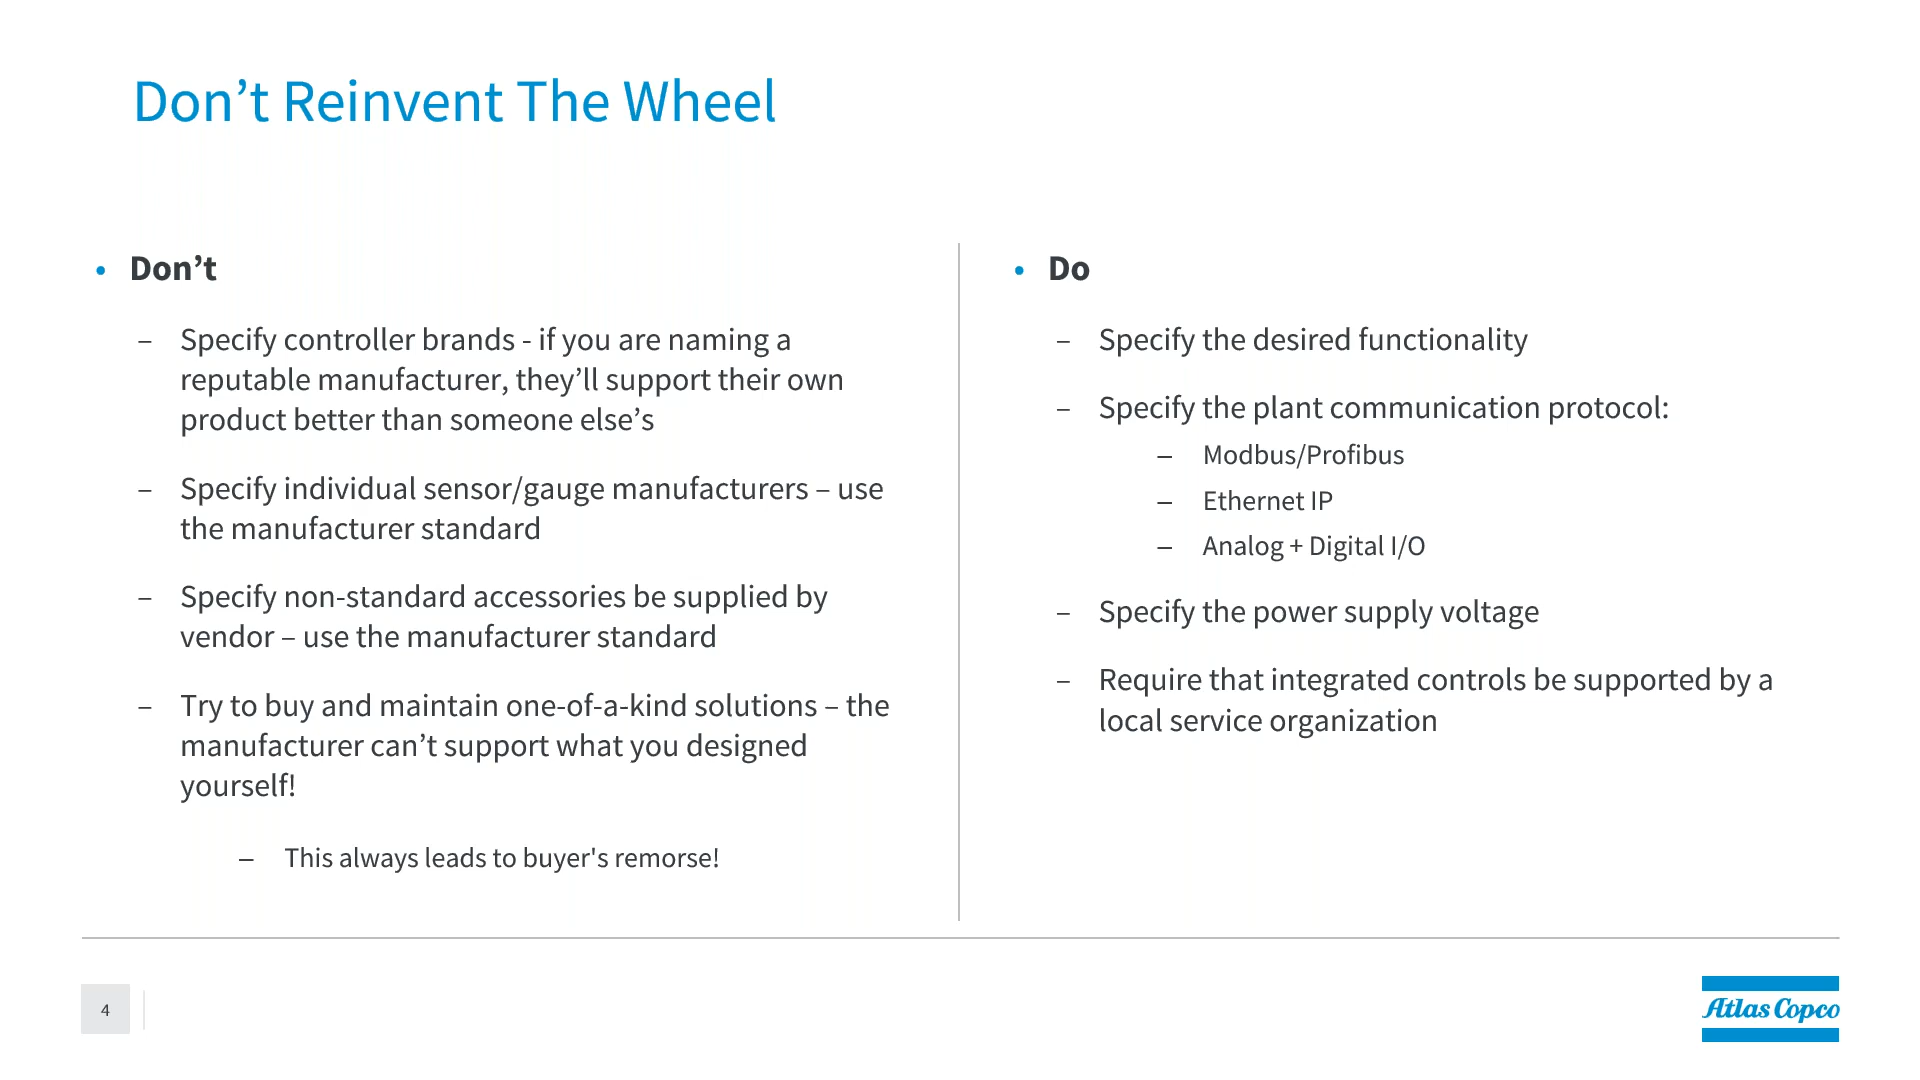 Don’t Reinvent The Wheel
• Don’t
– Specify controller brands - if you are naming a
reputable manufacturer, they’ll support their own
product better than someone else’s
– Specify individual sensor/gauge manufacturers – use
the manufacturer standard
– Specify non-standard accessories be supplied by
vendor – use the manufacturer standard
– Try to buy and maintain one-of-a-kind solutions – the
manufacturer can’t support what you designed
yourself!
– This always leads to buyer's remorse!
• Do
– Specify the desired functionality
– Specify the plant communication protocol:
– Modbus/Profibus
– Ethernet IP
– Analog + Digital I/O
– Specify the power supply voltage
– Require that integrated controls be supported by a
local service organization
4
Atlas Copco